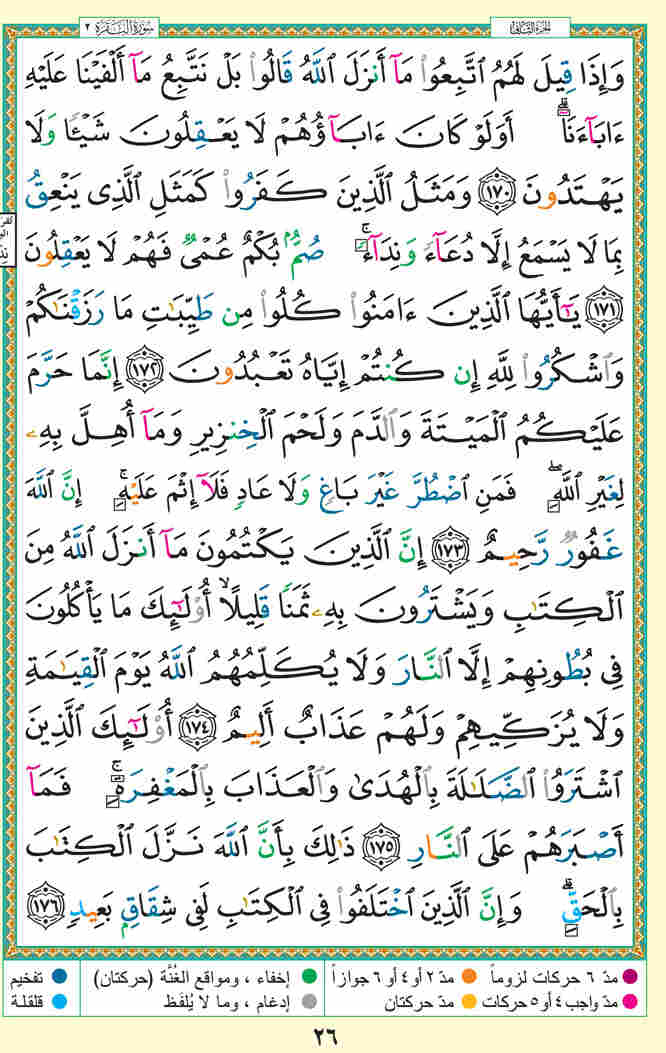 سُورَةُ البَقَرَة ٢
الجزء الثاني
وَإِذَا قِيلَ لَهُمُ ٱتَّبِعُوا۟ مَآ أَنزَلَ ٱللَّهُ قَالُوا۟ بَلْ نَتَّبِعُ مَآ أَلْفَيْنَا عَلَيْهِ
ءَابَآءَنَآ أَوَلَوْ كَانَ ءَابَآؤُهُمْ لَا يَعْقِلُونَ شَيْـًٔا وَلَا
يَهْتَدُونَ ﴿١٧٠﴾ وَمَثَلُ ٱلَّذِينَ كَفَرُوا۟ كَمَثَلِ ٱلَّذِى يَنْعِقُ
بِمَا لَا يَسْمَعُ إِلَّا دُعَآءً وَنِدَآءً ۚ صُمٌّۢ بُكْمٌ عُمْىٌ فَهُمْ لَا يَعْقِلُونَ
﴿١٧١﴾ يَـٰٓأَيُّهَا ٱلَّذِينَ ءَامَنُوا۟ كُلُوا۟ مِن طَيِّبَـٰتِ مَا رَزَقْنَـٰكُمْ
وَٱشْكُرُوا۟ لِلَّهِ إِن كُنتُمْ إِيَّاهُ تَعْبُدُونَ ﴿١٧٢﴾ إِنَّمَا حَرَّمَ
عَلَيْكُمُ ٱلْمَيْتَةَ وَٱلدَّمَ وَلَحْمَ ٱلْخِنزِيرِ وَمَآ أُهِلَّ بِهِۦ
لِغَيْرِ ٱللَّهِ ۖ فَمَنِ ٱضْطُرَّ غَيْرَ بَاغٍ وَلَا عَادٍ فَلَآ إِثْمَ عَلَيْهِ ۚ إِنَّ ٱللَّهَ
غَفُورٌ رَّحِيمٌ ﴿١٧٣﴾ إِنَّ ٱلَّذِينَ يَكْتُمُونَ مَآ أَنزَلَ ٱللَّهُ مِنَ
ٱلْكِتَـٰبِ وَيَشْتَرُونَ بِهِۦ ثَمَنًا قَلِيلًا ۙ أُو۟لَـٰٓئِكَ مَا يَأْكُلُونَ
فِى بُطُونِهِمْ إِلَّا ٱلنَّارَ وَلَا يُكَلِّمُهُمُ ٱللَّهُ يَوْمَ ٱلْقِيَـٰمَةِ
وَلَا يُزَكِّيهِمْ وَلَهُمْ عَذَابٌ أَلِيمٌ ﴿١٧٤﴾ أُو۟لَـٰٓئِكَ ٱلَّذِينَ
ٱشْتَرَوُا۟ ٱلضَّلَـٰلَةَ بِٱلْهُدَىٰ وَٱلْعَذَابَ بِٱلْمَغْفِرَةِ ۚ فَمَآ
أَصْبَرَهُمْ عَلَى ٱلنَّارِ ﴿١٧٥﴾ ذَٰلِكَ بِأَنَّ ٱللَّهَ نَزَّلَ ٱلْكِتَـٰبَ
بِٱلْحَقِّ ۗ وَإِنَّ ٱلَّذِينَ ٱخْتَلَفُوا۟ فِى ٱلْكِتَـٰبِ لَفِى شِقَاقٍۭ بَعِيدٍ ﴿١٧٦﴾
مدّ ٦ حركات لزوماً مدّ ٢ أو ٤ أو ٦ جوازاً إخفاء ، ومواقع الغُنَّة (حركتان) تفخيم
مدّ واجب ٤ أو ٥ حركات مدّ حركتان إدغام ، وما لا يُلفَظ قلقلة
٢٦